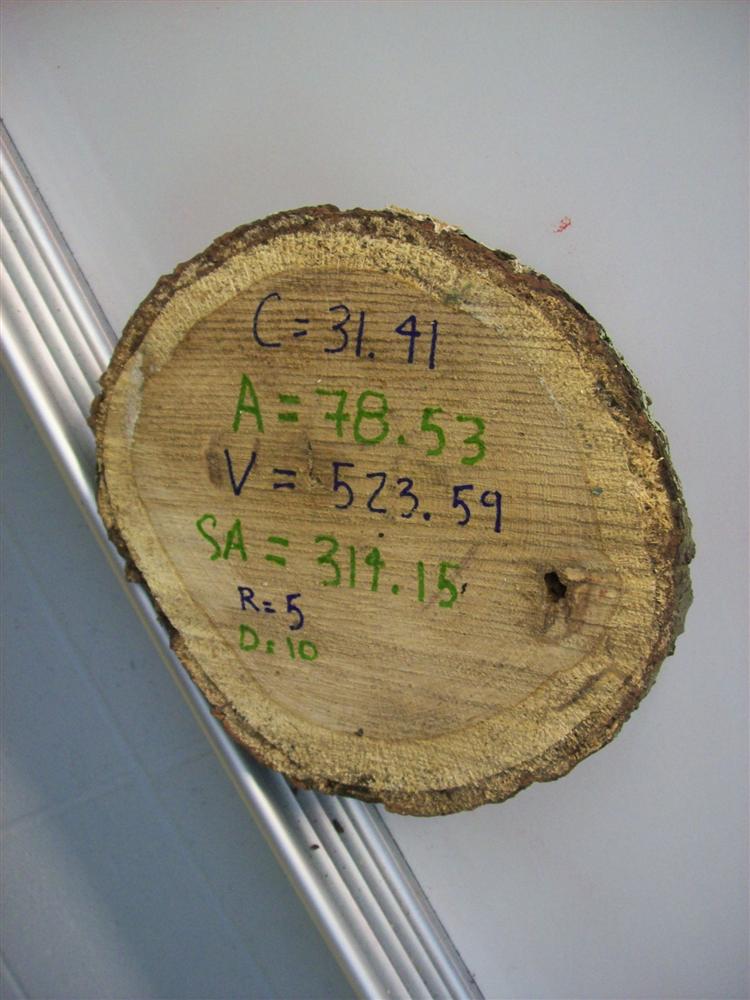 C=31.41
A=78.53
V=523.59
SA=314.15
R=5
D=10